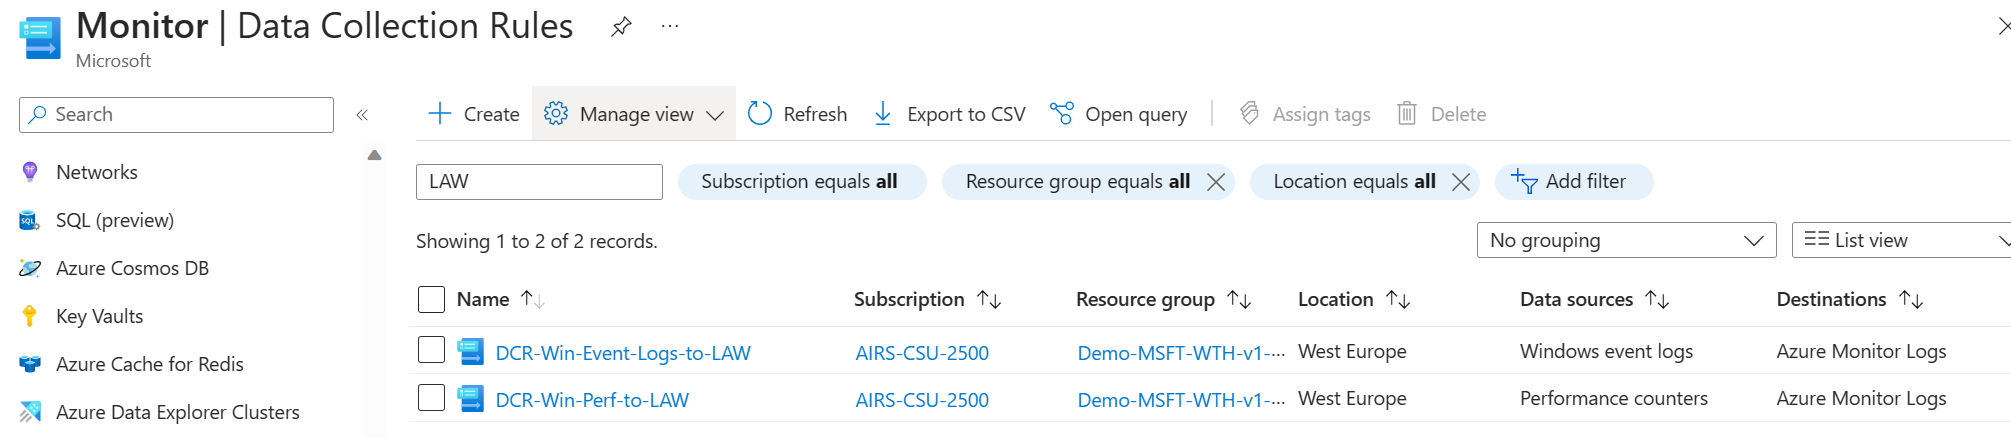 Monitor | Data Collection Rules ...
Microsoft
Search
Networks
SQL (preview)
Azure Cosmos DB
Key Vaults
Azure Cache for Redis
Azure Data Explorer Clusters
Create Manage view Refresh Export to CSV Open query Assign tags Delete
LAW Subscription equals all Resource group equals all Location equals all Add filter
Showing 1 to 2 of 2 records. No grouping List view
Name Subscription Resource group Location Data sources Destinations
DCR-Win-Event-Logs-to-LAW AIRS-CSU-2500 Demo-MSFT-WTH-v1-... West Europe Windows event logs Azure Monitor Logs
DCR-Win-Perf-to-LAW AIRS-CSU-2500 Demo-MSFT-WTH-v1-... West Europe Performance counters Azure Monitor Logs